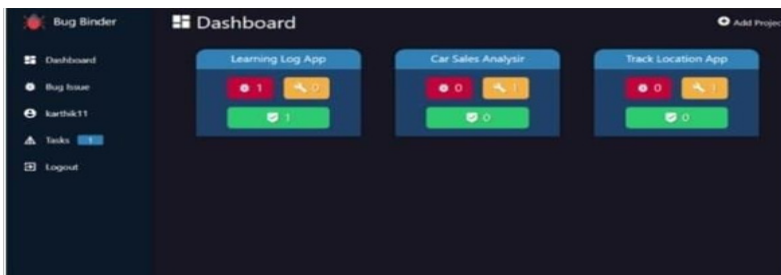 Bug Binder
Dashboard
Add Projec
Dashboard
Bug Issue
karthik11
Tasks 1
Logout
Learning Log App
1 0
1
Car Sales Analysir
0 1
0
Track Location App
0 1
0